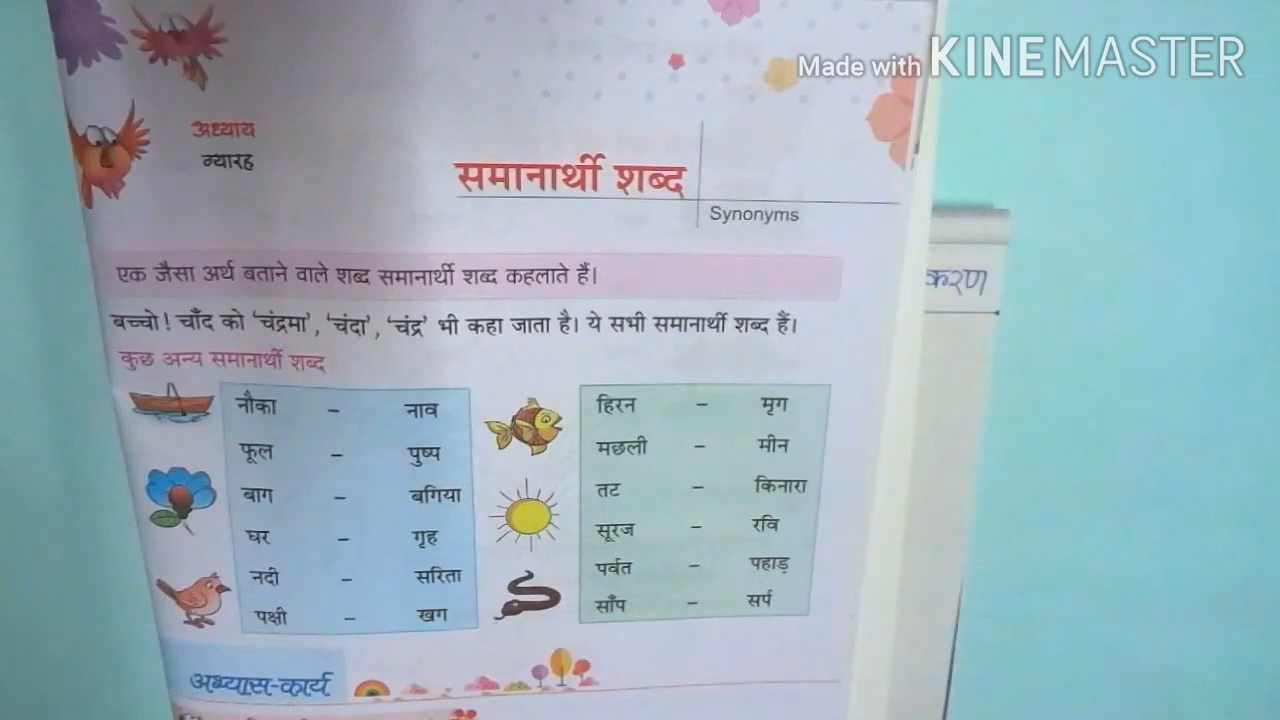 Made with KINEMASTER
अध्याय
ग्यारह
समानार्थी शब्द
Synonyms
एक जैसा अर्थ बताने वाले शब्द समानार्थी शब्द कहलाते हैं।
करण
बच्चो! चाँद को 'चंद्रमा', 'चंदा', 'चंद्र' भी कहा जाता है। ये सभी समानार्थी शब्द हैं।
कुछ अन्य समानार्थी शब्द
नौका – नाव
फूल – पुष्प
बाग – बगिया
घर – गृह
नदी – सरिता
पक्षी – खग
हिरन – मृग
मछली – मीन
तट – किनारा
सूरज – रवि
पर्वत – पहाड़
साँप – सर्प
अभ्यास-कार्य